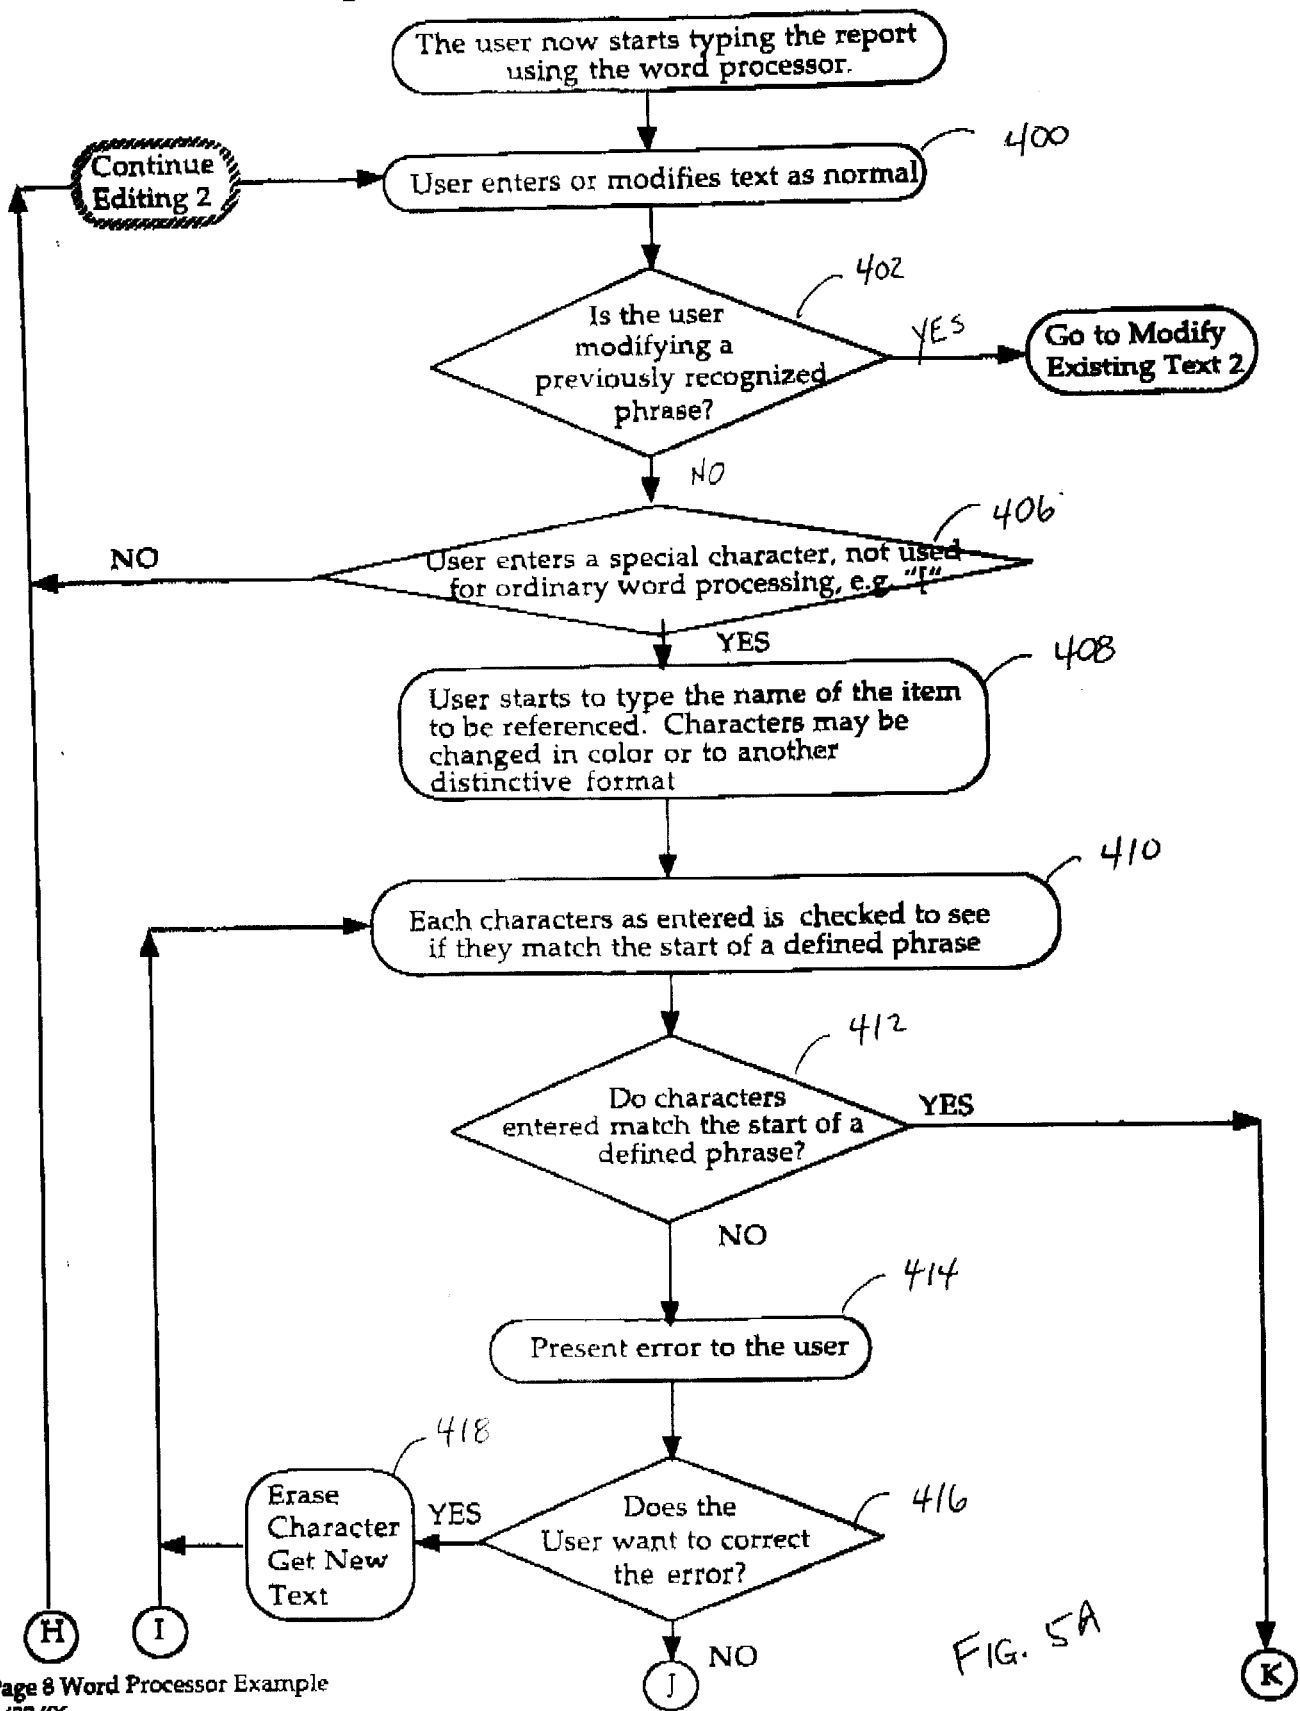 The user now starts typing the report
using the word processor.
400
Continue
Editing 2
User enters or modifies text as normal
402
Is the user
modifying a
previously recognized
phrase?
YES
Go to Modify
Existing Text 2
NO
406
NO
User enters a special character, not used
for ordinary word processing, e.g. "["
YES
408
User starts to type the name of the item
to be referenced. Characters may be
changed in color or to another
distinctive format
410
Each characters as entered is checked to see
if they match the start of a defined phrase
412
Do characters
entered match the start of a
defined phrase?
YES
NO
414
Present error to the user
418
Erase
Character
Get New
Text
YES
416
Does the
User want to correct
the error?
H
I
NO
J
FIG. 5A
K
age 8 Word Processor Example